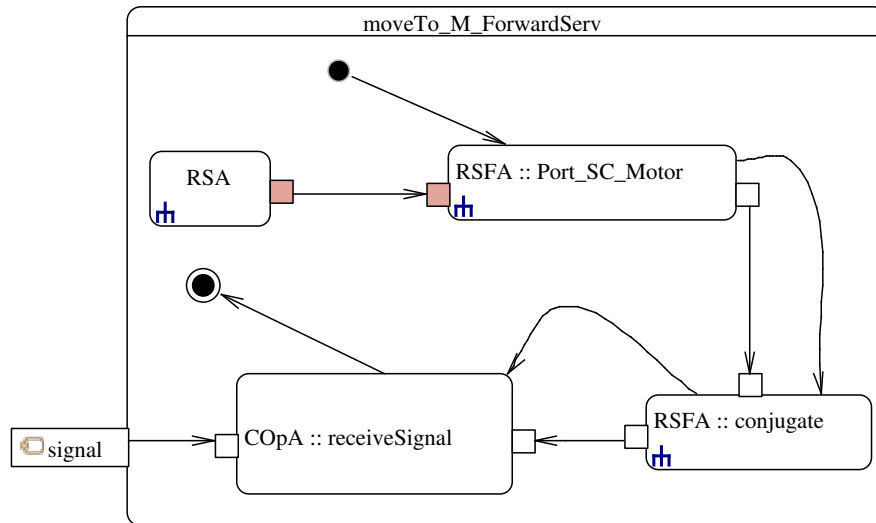 moveTo_M_ForwardServ
RSA
RSFA :: Port_SC_Motor
RSFA :: conjugate
COpA :: receiveSignal
signal